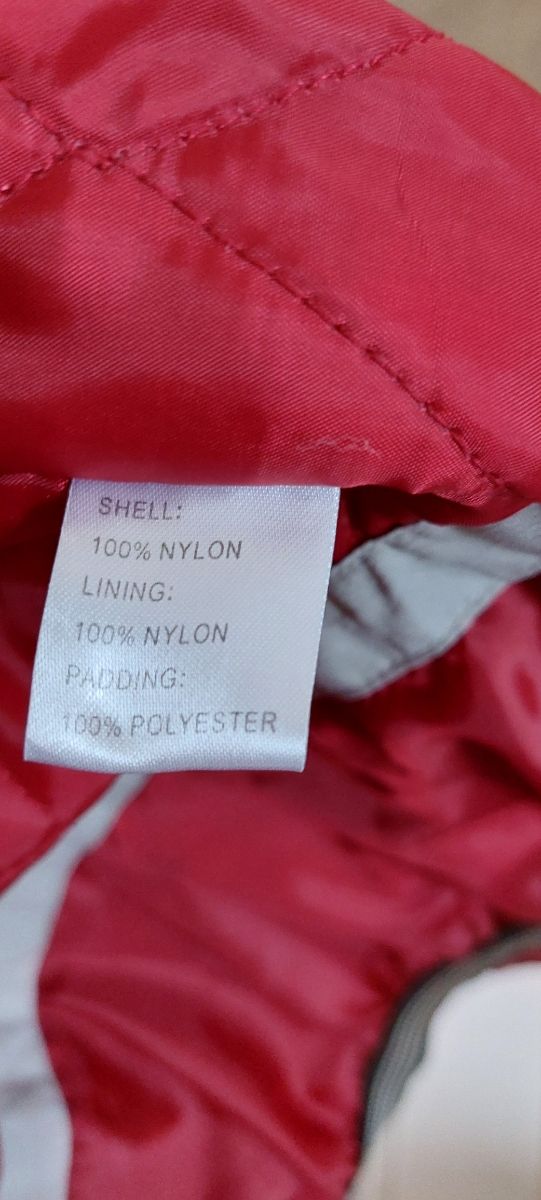 SHELL:
100% NYLON
LINING:
100% NYLON
PADDING:
100% POLYESTER